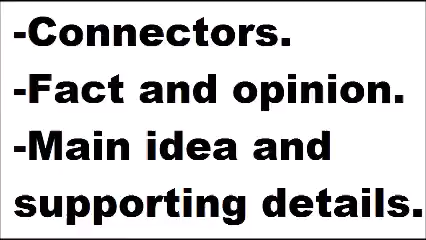 -Connectors.
-Fact and opinion.
-Main idea and
supporting details.